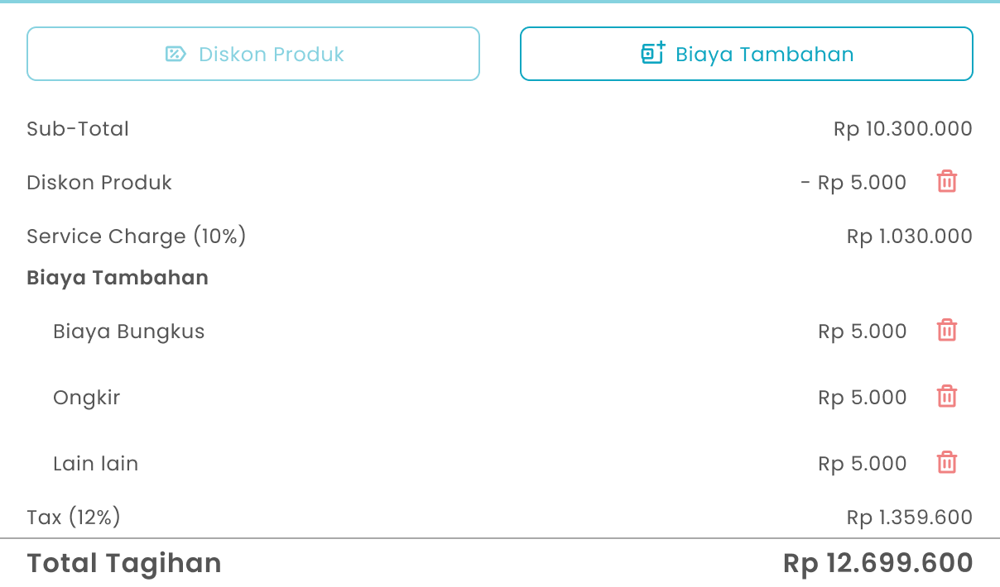 Diskon Produk Biaya Tambahan
Sub-Total Rp 10.300.000
Diskon Produk - Rp 5.000
Service Charge (10%) Rp 1.030.000
Biaya Tambahan
Biaya Bungkus Rp 5.000
Ongkir Rp 5.000
Lain lain Rp 5.000
Tax (12%) Rp 1.359.600
Total Tagihan Rp 12.699.600